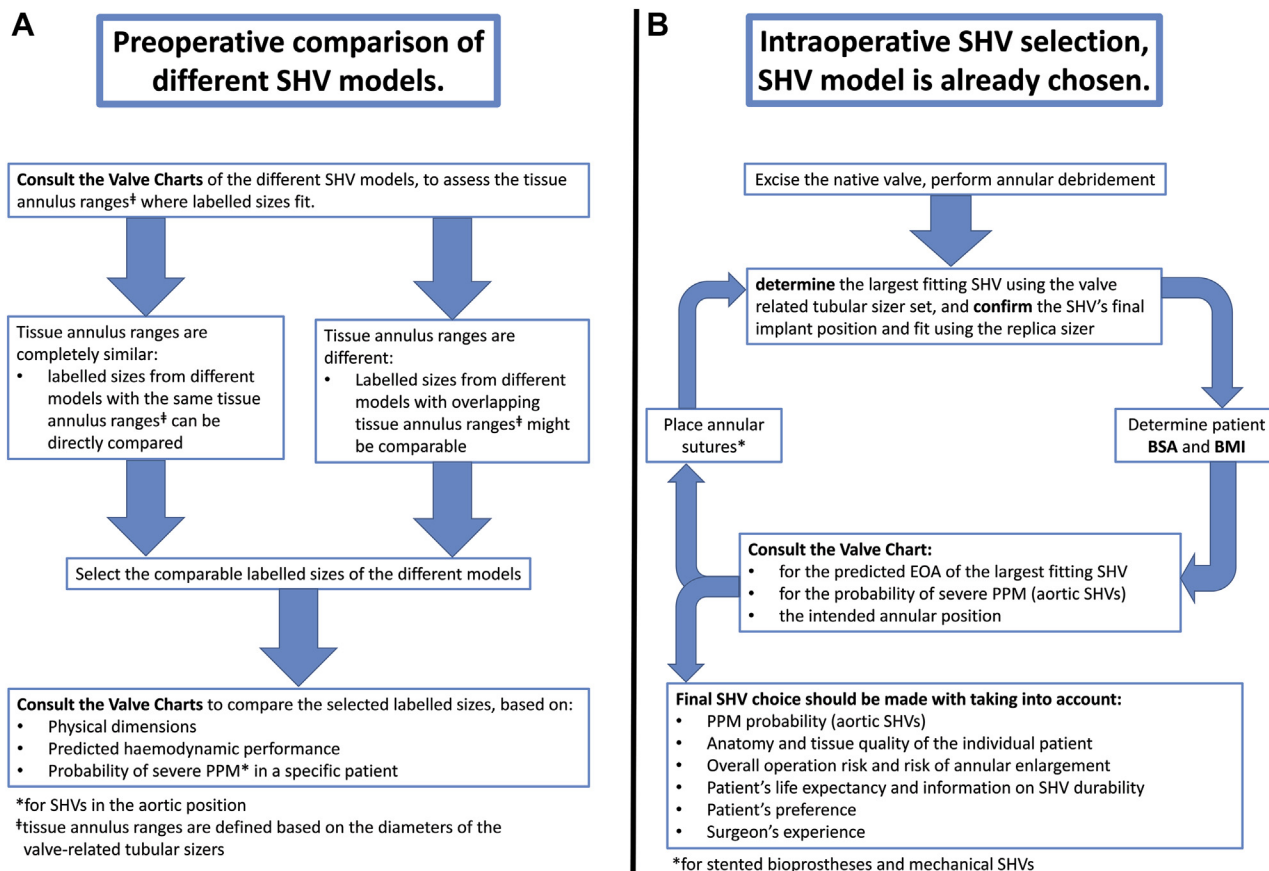 A
Preoperative comparison of
different SHV models.
Consult the Valve Charts of the different SHV models, to assess the tissue
annulus ranges‡ where labelled sizes fit.
Tissue annulus ranges are
completely similar:
• labelled sizes from different
models with the same tissue
annulus ranges‡ can be
directly compared
Tissue annulus ranges are
different:
• Labelled sizes from different
models with overlapping
tissue annulus ranges‡ might
be comparable
Select the comparable labelled sizes of the different models
Consult the Valve Charts to compare the selected labelled sizes, based on:
• Physical dimensions
• Predicted haemodynamic performance
• Probability of severe PPM* in a specific patient
*for SHVs in the aortic position
‡tissue annulus ranges are defined based on the diameters of the
valve-related tubular sizers
B
Intraoperative SHV selection,
SHV model is already chosen.
Excise the native valve, perform annular debridement
determine the largest fitting SHV using the valve
related tubular sizer set, and confirm the SHV's final
implant position and fit using the replica sizer
Place annular
sutures*
Determine patient
BSA and BMI
Consult the Valve Chart:
• for the predicted EOA of the largest fitting SHV
• for the probability of severe PPM (aortic SHVs)
• the intended annular position
Final SHV choice should be made with taking into account:
• PPM probability (aortic SHVs)
• Anatomy and tissue quality of the individual patient
• Overall operation risk and risk of annular enlargement
• Patient's life expectancy and information on SHV durability
• Patient's preference
• Surgeon's experience
*for stented bioprostheses and mechanical SHVs